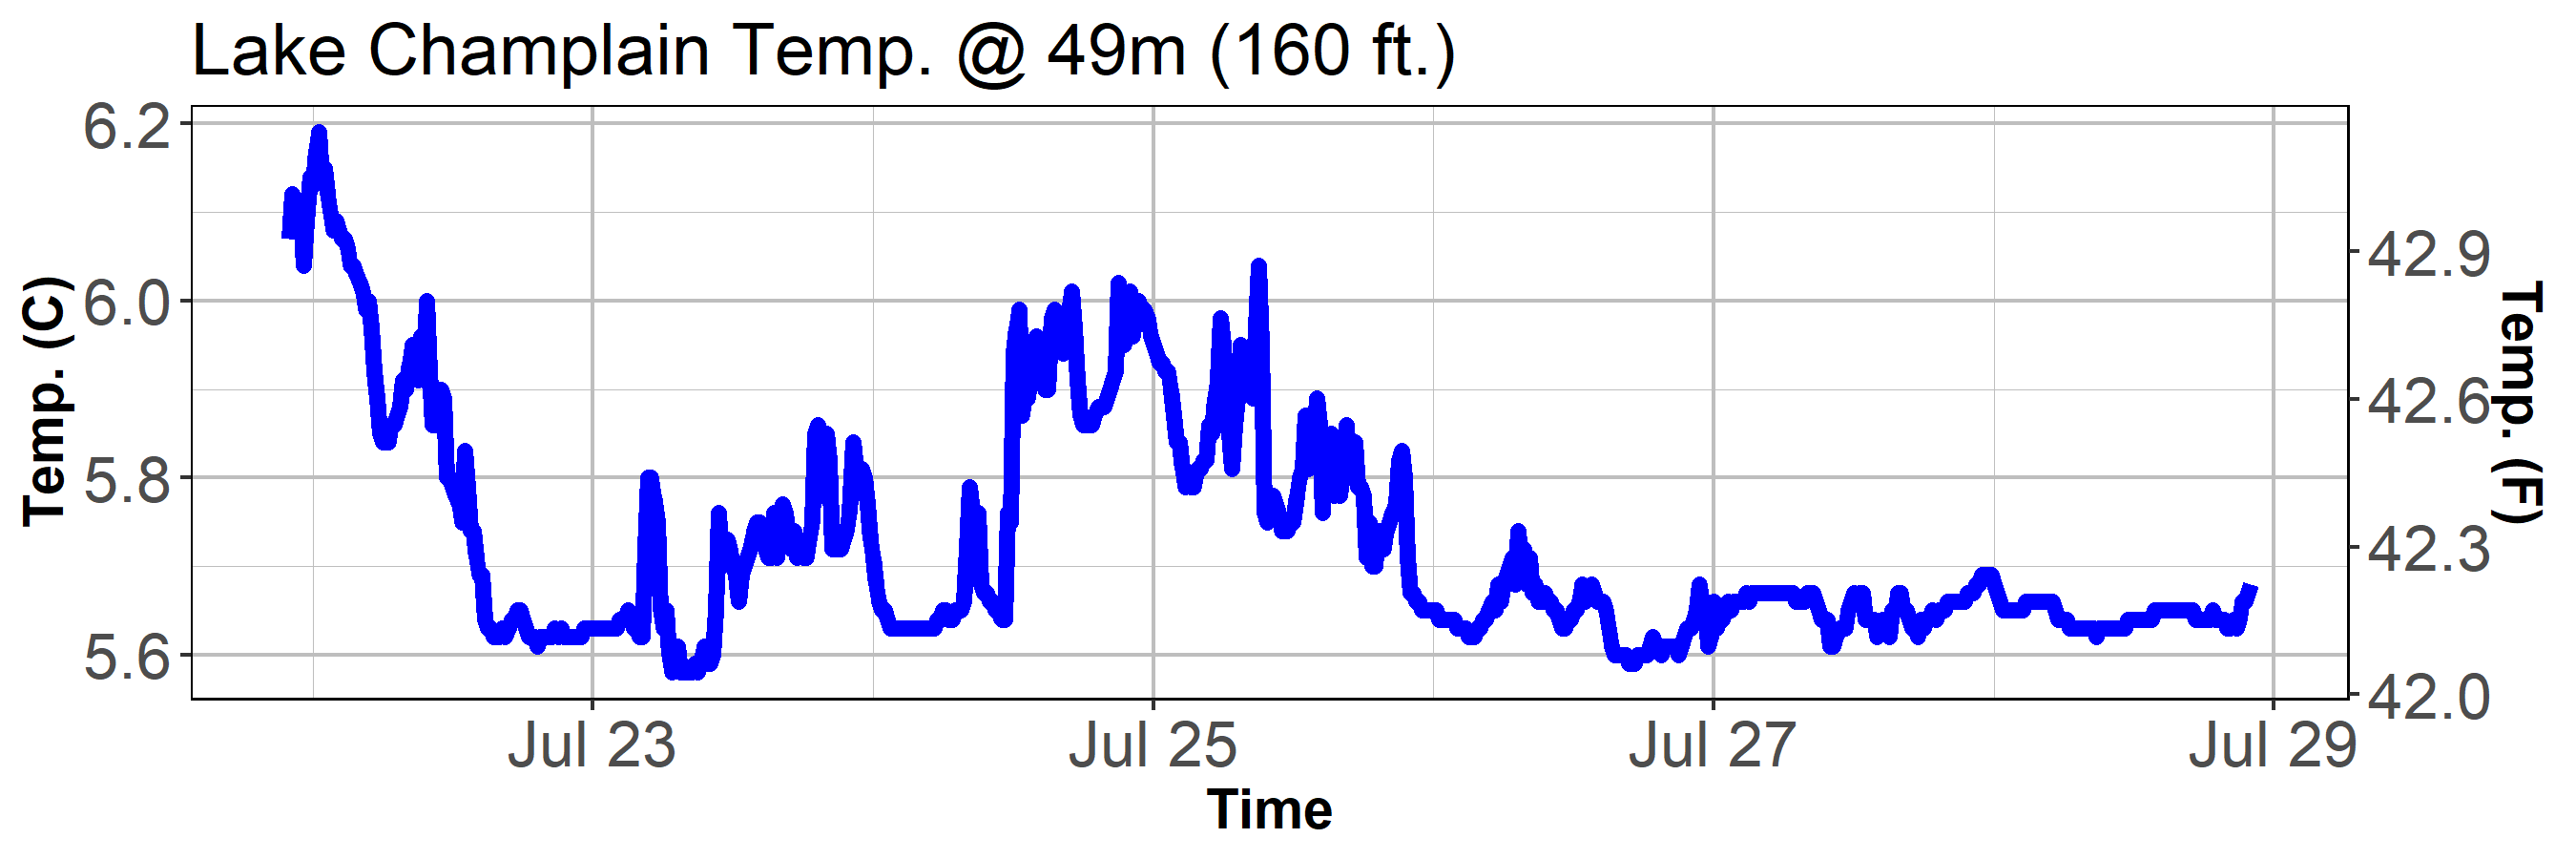 Lake Champlain Temp. @ 49m (160 ft.)
Temp. (C)
6.2
6.0
5.8
5.6
42.9
42.6
42.3
42.0
Temp. (F)
Jul 23 Jul 25 Jul 27 Jul 29
Time